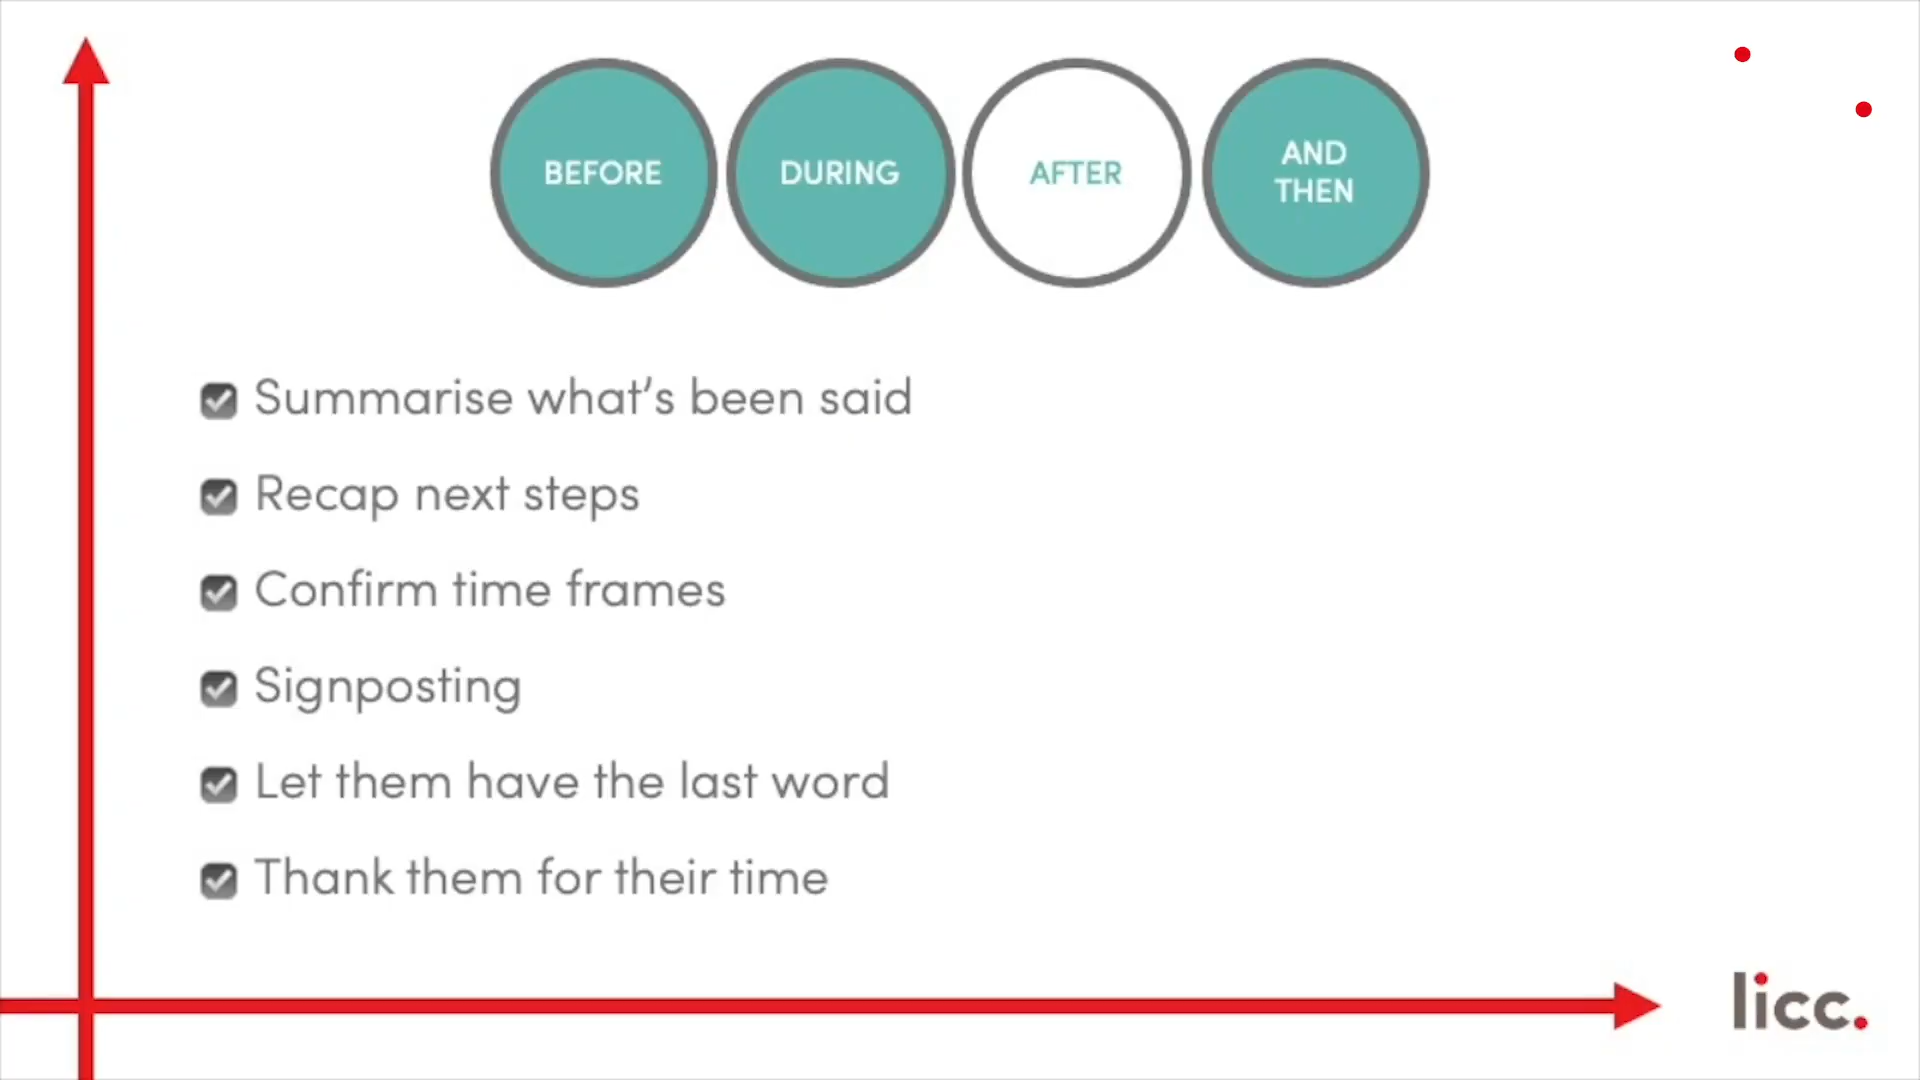 BEFORE
DURING
AFTER
AND
THEN
Summarise what's been said
Recap next steps
Confirm time frames
Signposting
Let them have the last word
Thank them for their time
licc.